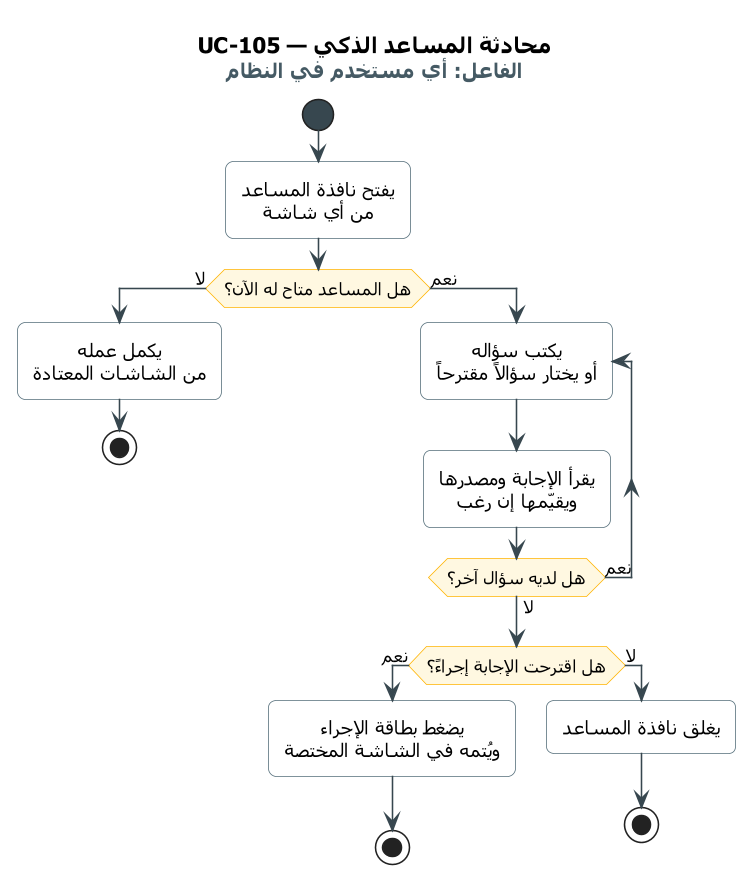 UC-105 — محادثة المساعد الذكي
الفاعل: أي مستخدم في النظام
يفتح نافذة المساعد
من أي شاشة
هل المساعد متاح له الآن؟
نعم
لا
يكتب سؤاله
أو يختار سؤالاً مقترحاً
يكمل عمله
من الشاشات المعتادة
يقرأ الإجابة ومصدرها
ويقيّمها إن رغب
هل لديه سؤال آخر؟
نعم
لا
هل اقترحت الإجابة إجراءً؟
لا
نعم
يغلق نافذة المساعد
يضغط بطاقة الإجراء
ويُتمه في الشاشة المختصة